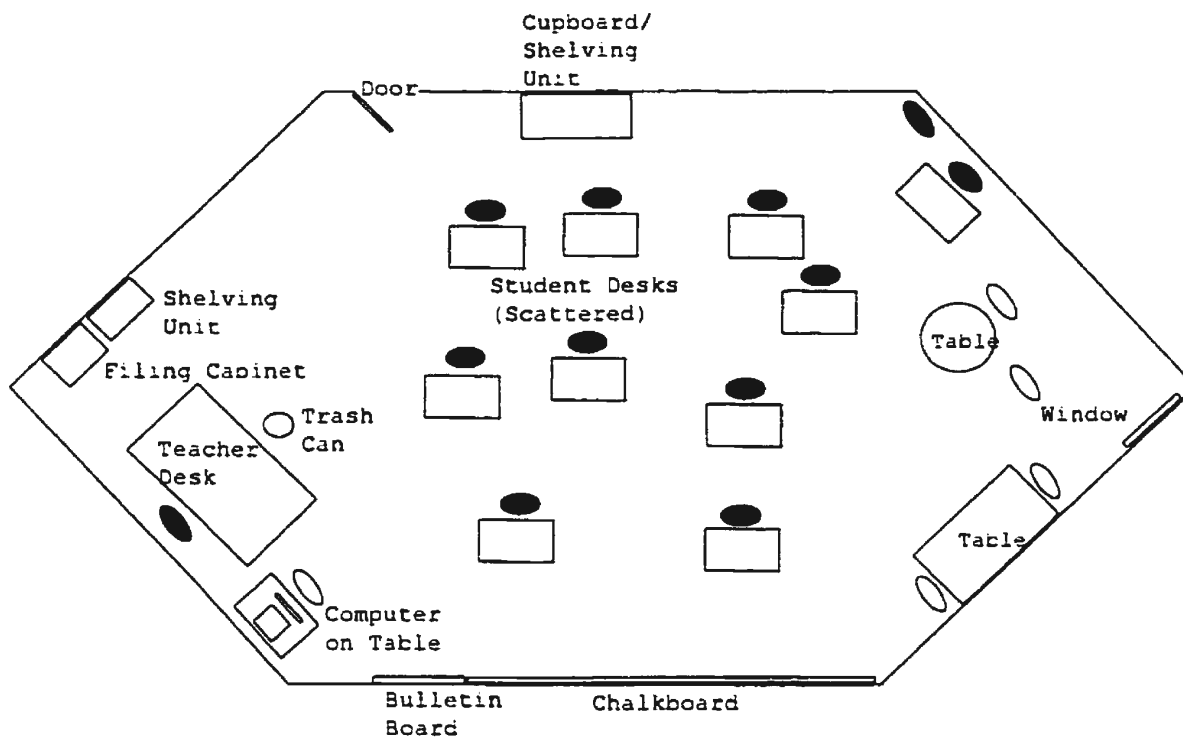 Cupboard/
Shelving
Unit
Door
Student Desks
(Scattered)
Shelving
Unit
Filing Cabinet
Trash
Can
Teacher
Desk
Table
Window
Table
Computer
on Table
Bulletin
Board
Chalkboard